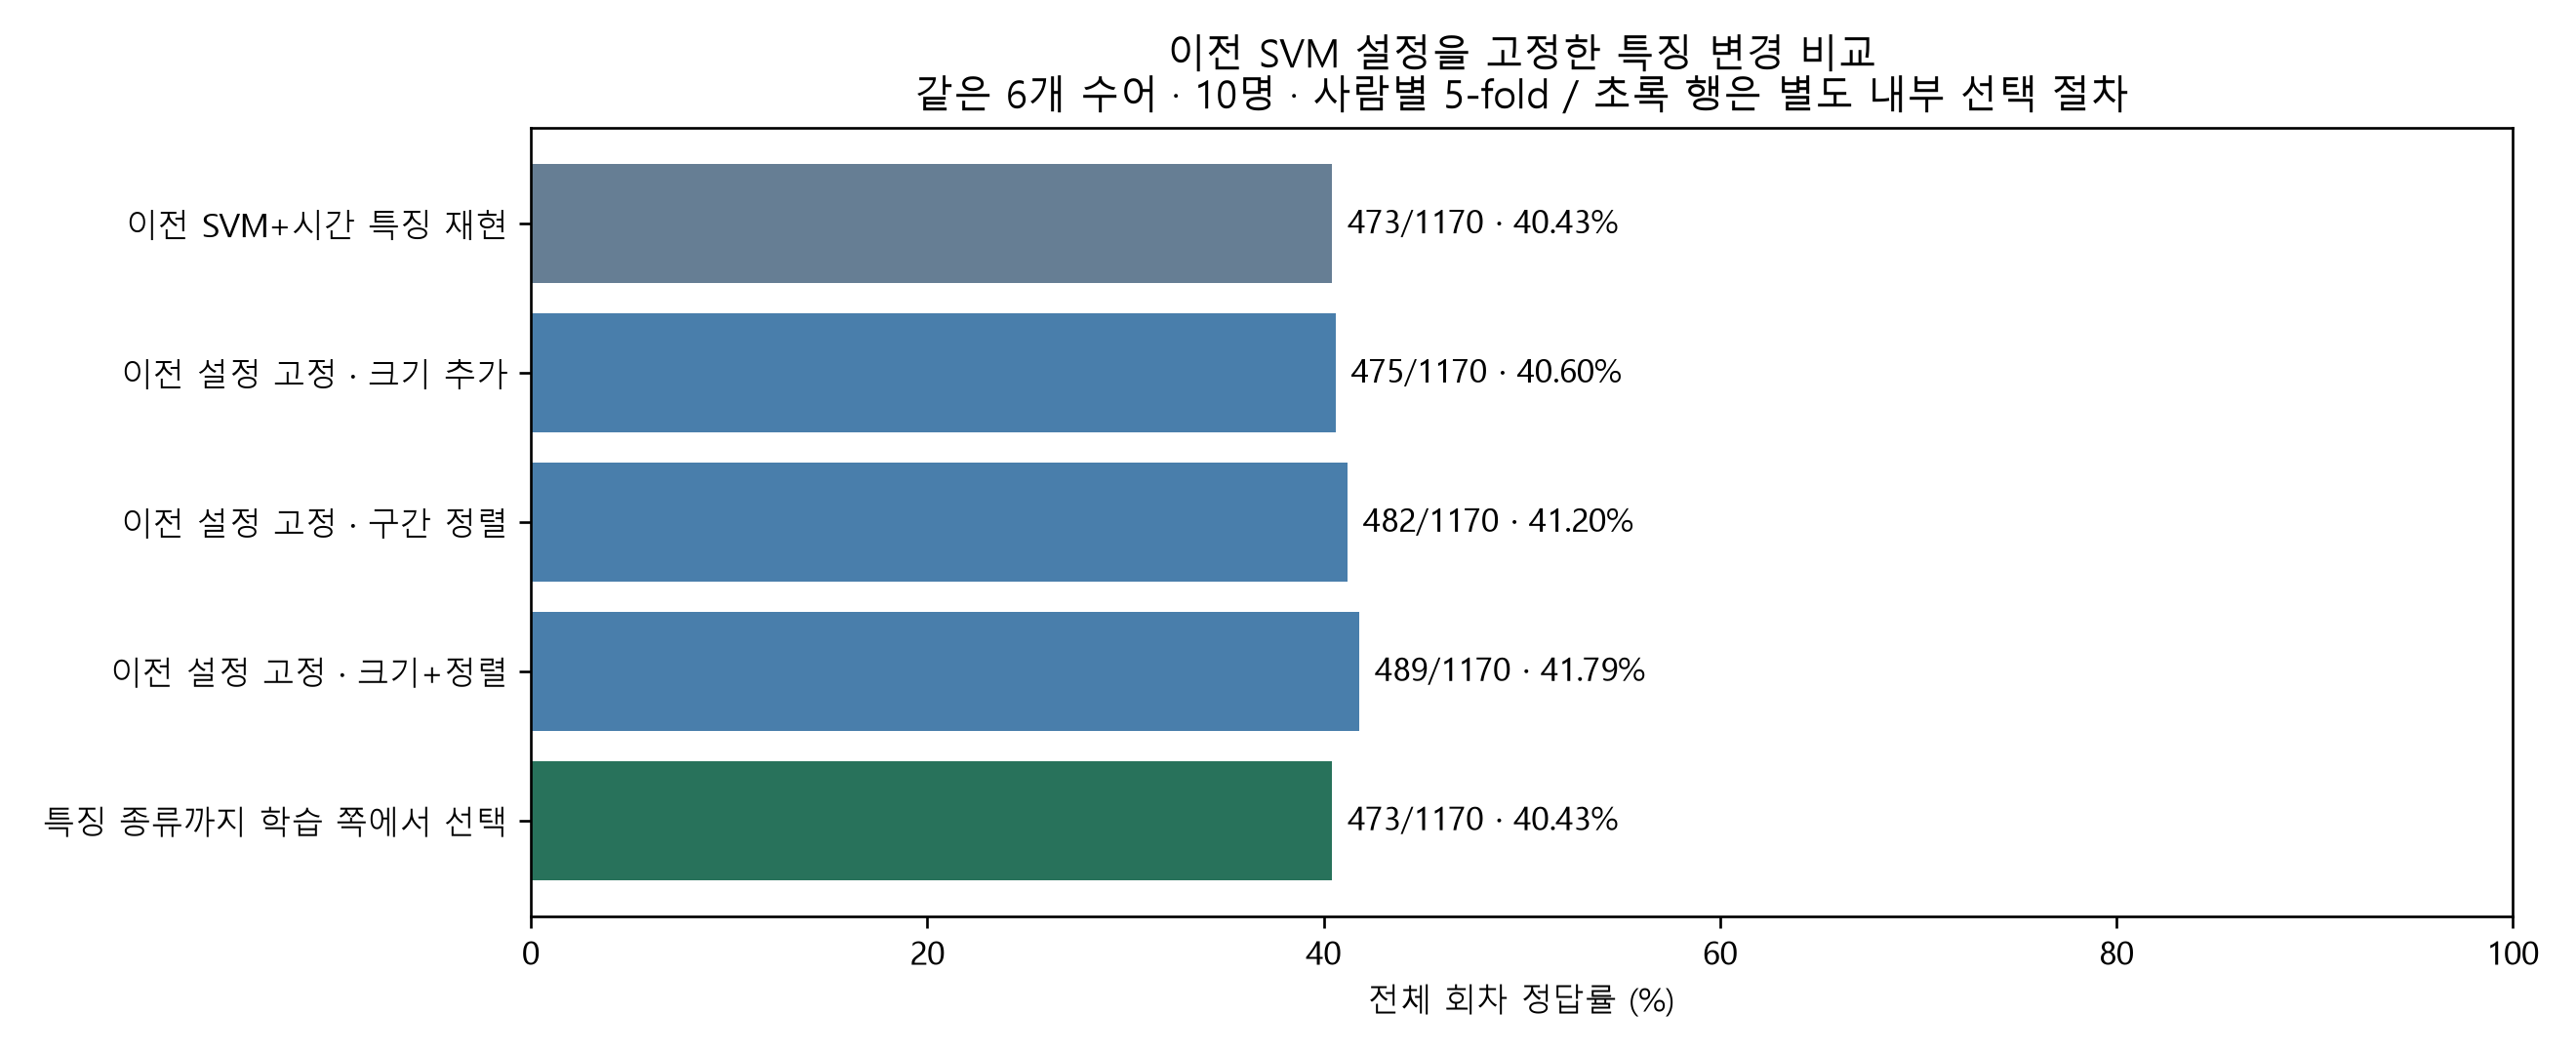 이전 SVM 설정을 고정한 특징 변경 비교
같은 6개 수어 · 10명 · 사람별 5-fold / 초록 행은 별도 내부 선택 절차
이전 SVM+시간 특징 재현
473/1170 · 40.43%
이전 설정 고정 · 크기 추가
475/1170 · 40.60%
이전 설정 고정 · 구간 정렬
482/1170 · 41.20%
이전 설정 고정 · 크기+정렬
489/1170 · 41.79%
특징 종류까지 학습 쪽에서 선택
473/1170 · 40.43%
0 20 40 60 80 100
전체 회차 정답률 (%)